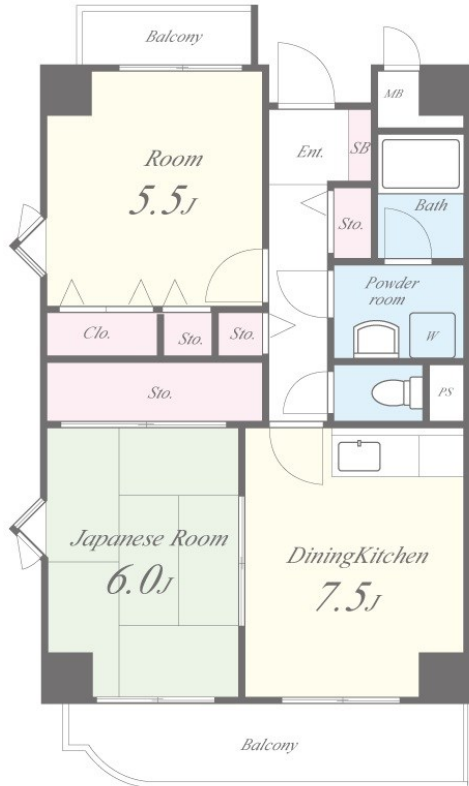 Balcony
MB
Room
5.5J
Ent.
SB
Sto.
Bath
Powder
room
W
Clo.
Sto.
Sto.
Sto.
PS
Japanese Room
6.0J
DiningKitchen
7.5J
Balcony